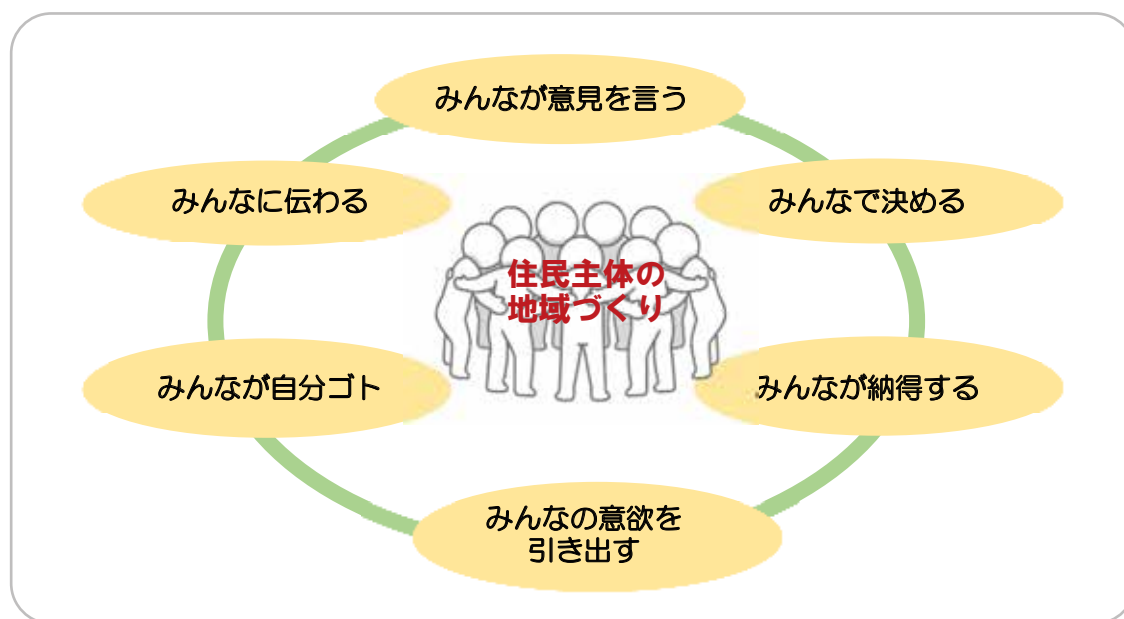 みんなが意見を言う
みんなに伝わる
みんなで決める
住民主体の
地域づくり
みんなが自分ゴト
みんなが納得する
みんなの意欲を
引き出す